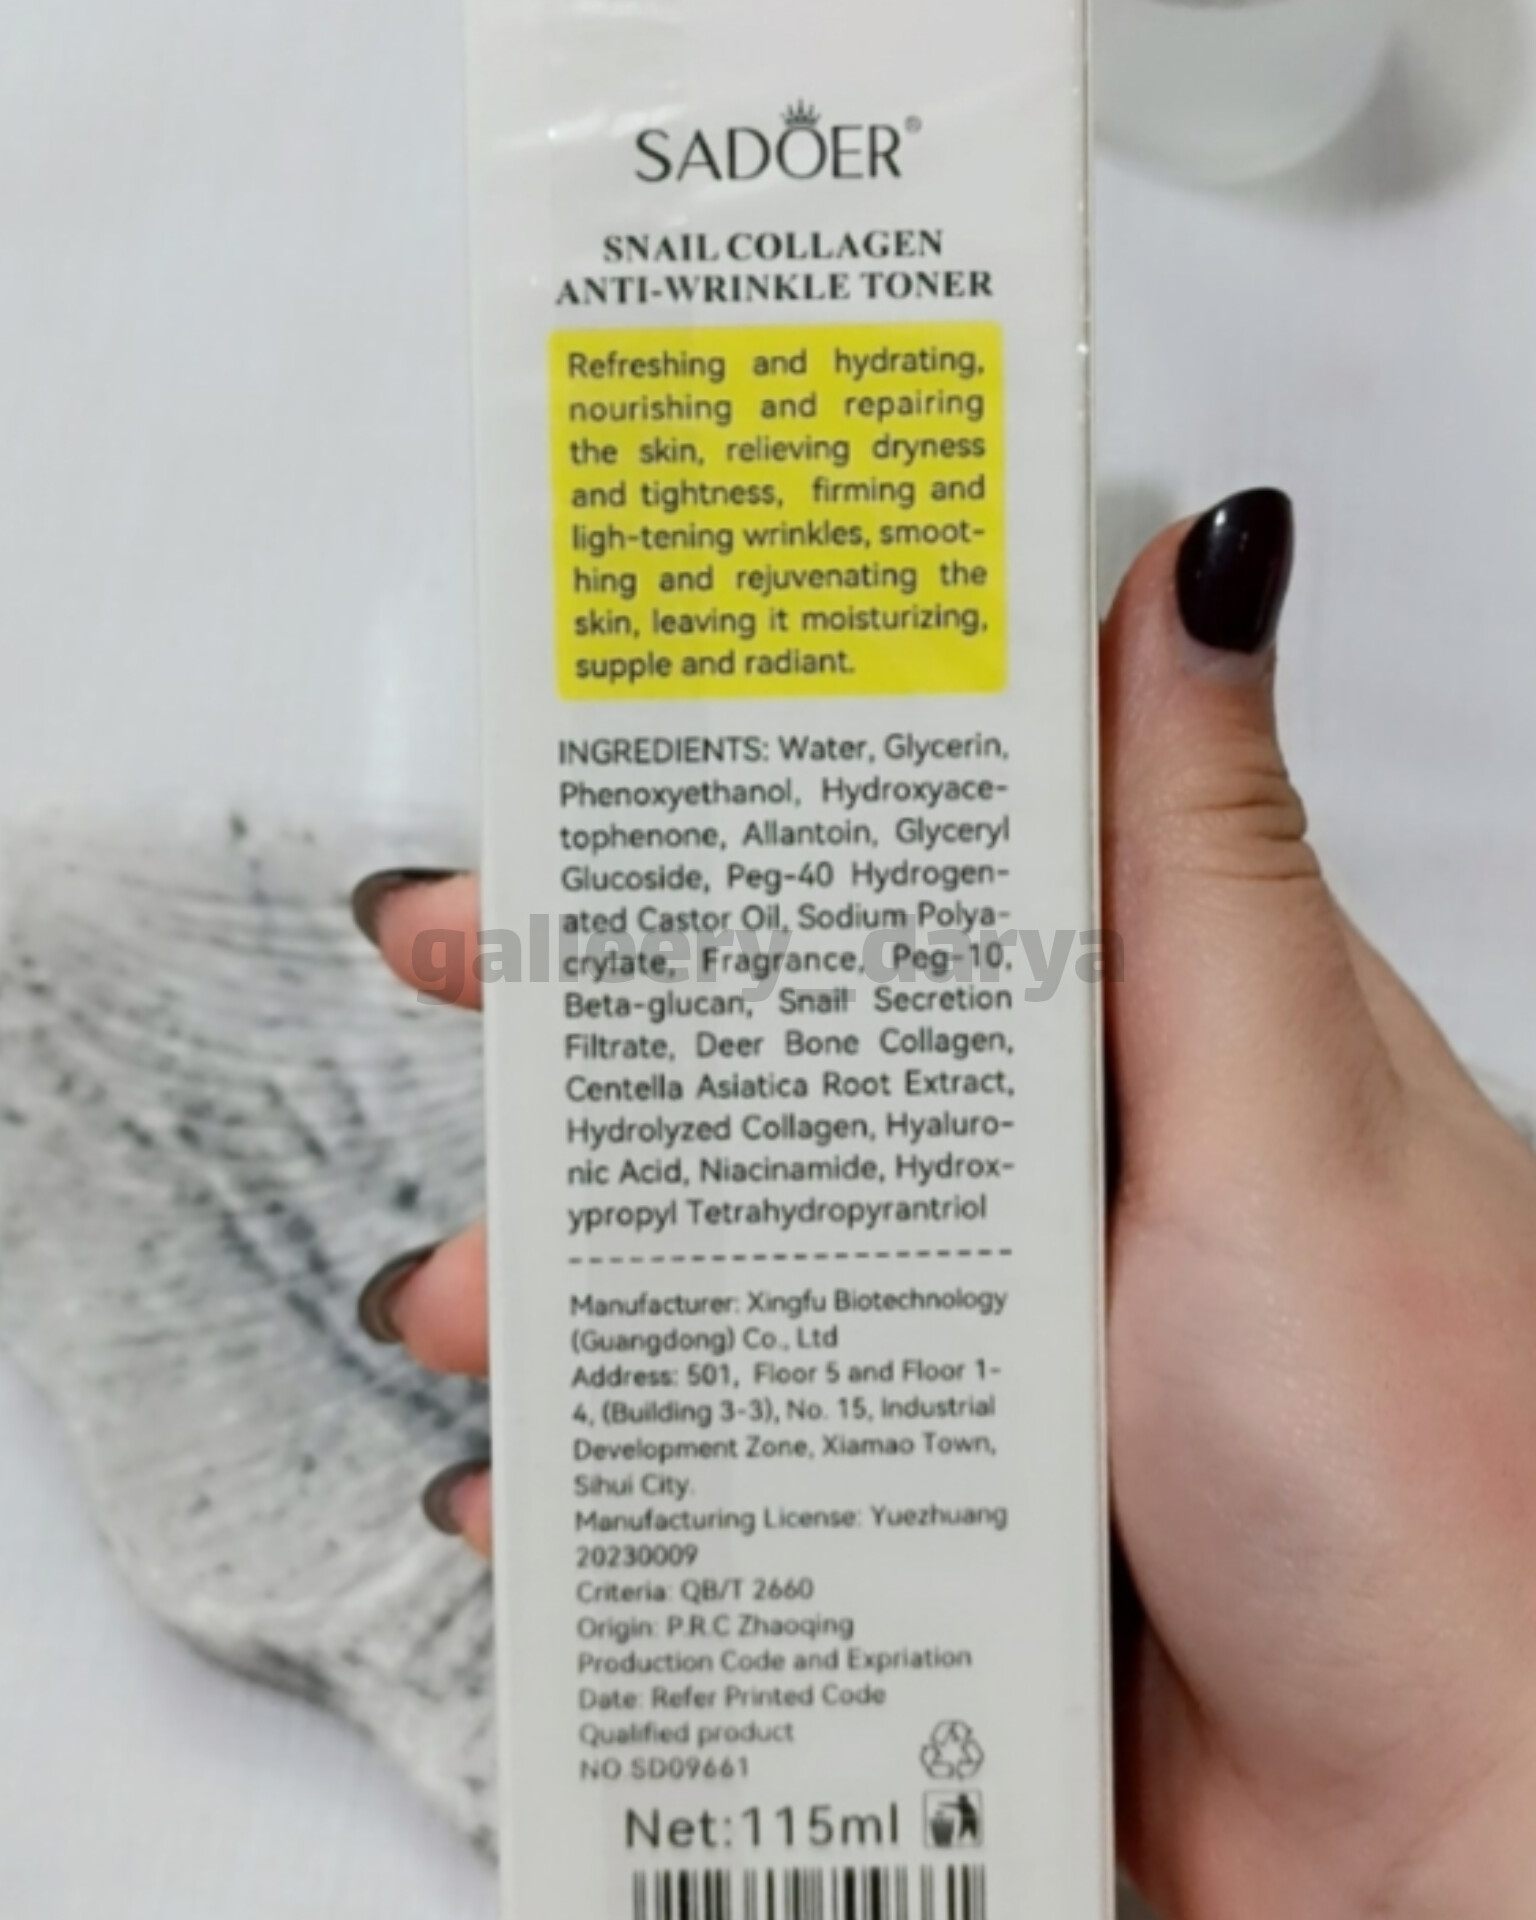 SADOER®
SNAIL COLLAGEN
ANTI-WRINKLE TONER
Refreshing and hydrating,
nourishing and repairing
the skin, relieving dryness
and tightness, firming and
ligh-tening wrinkles, smoot-
hing and rejuvenating the
skin, leaving it moisturizing,
supple and radiant.
INGREDIENTS: Water, Glycerin,
Phenoxyethanol, Hydroxyace-
tophenone, Allantoin, Glyceryl
Glucoside, Peg-40 Hydrogen-
ated Castor Oil, Sodium Polya-
galleery_darya
crylate, Fragrance, Peg-10,
Beta-glucan, Snail Secretion
Filtrate, Deer Bone Collagen,
Centella Asiatica Root Extract,
Hydrolyzed Collagen, Hyaluro-
nic Acid, Niacinamide, Hydrox-
ypropyl Tetrahydropyrantriol
Manufacturer: Xingfu Biotechnology
(Guangdong) Co., Ltd
Address: 501, Floor 5 and Floor 1-
4, (Building 3-3), No. 15, Industrial
Development Zone, Xiamao Town,
Sihui City.
Manufacturing License: Yuezhuang
20230009
Criteria: QB/T 2660
Origin: P.R.C Zhaoqing
Production Code and Expriation
Date: Refer Printed Code
Qualified product
NO.SD09661
Net:115ml